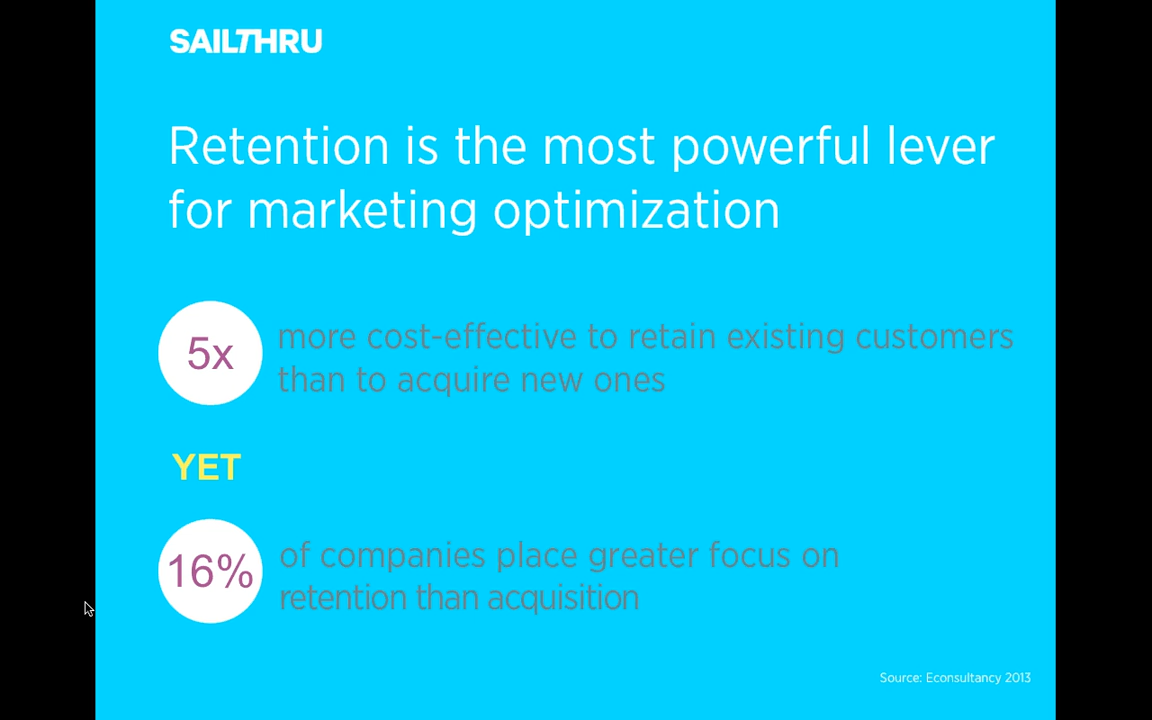 SAILTHRU
Retention is the most powerful lever
for marketing optimization
5x
more cost-effective to retain existing customers
than to acquire new ones
YET
16%
of companies place greater focus on
retention than acquisition
Source: Econsultancy 2013